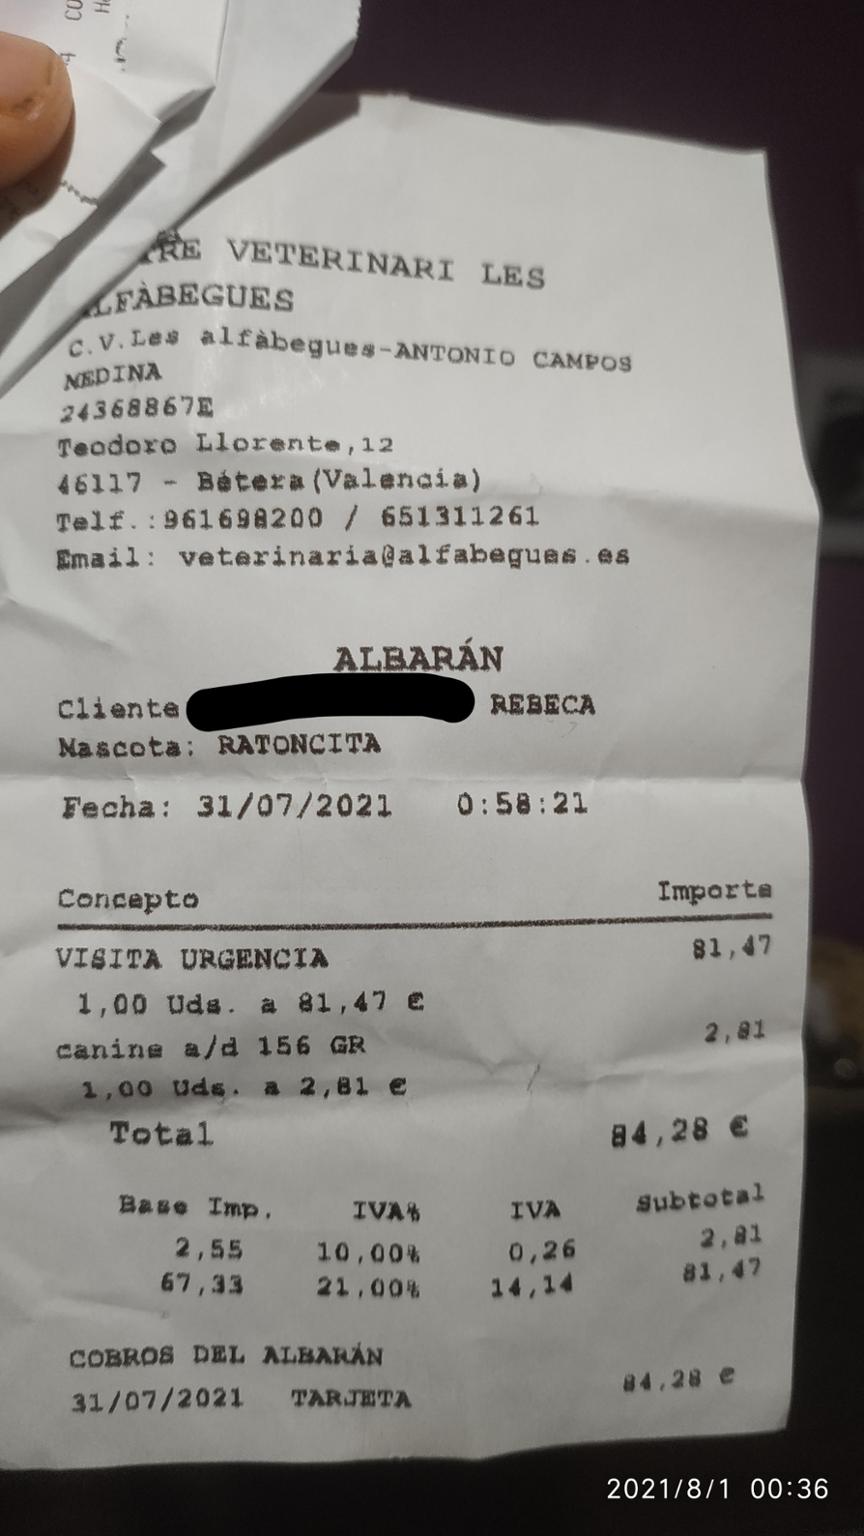 VETERINARI LES
ALFÀBEGUES
C.V.Les alfàbegues-ANTONIO CAMPOS
MEDINA
24368867E
Teodoro Llorente,12
46117 - Bétera(Valencia)
Telf.:961698200 / 651311261
Email: veterinaria@alfabegues.es
ALBARÁN
Cliente REBECA
Mascota: RATONCITA
Fecha: 31/07/2021 0:58:21
Concepto Importe
VISITA URGENCIA 81,47
1,00 Uds. a 81,47 €
canine a/d 156 GR 2,81
1,00 Uds. a 2,81 €
Total 84,28 €
Base Imp. IVA% IVA Subtotal
2,55 10,00% 0,26 2,81
67,33 21,00% 14,14 81,47
COBROS DEL ALBARÁN
31/07/2021 TARJETA 84,28 €
2021/8/1 00:36